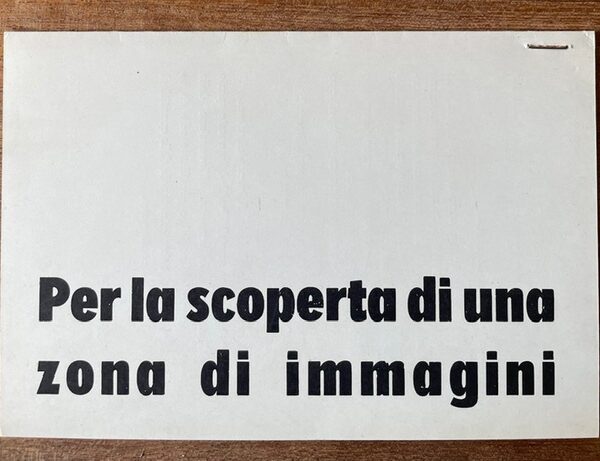 Per la scoperta di una
zona di immagini